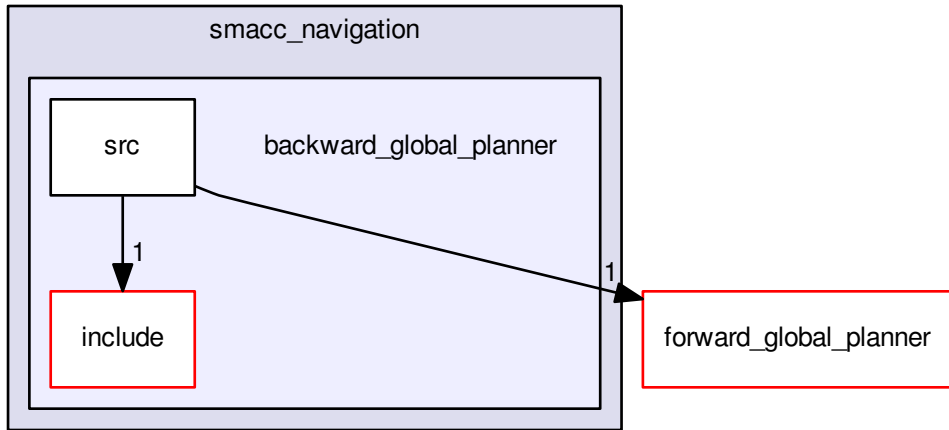 smacc_navigation
src
backward_global_planner
1
1
include
forward_global_planner